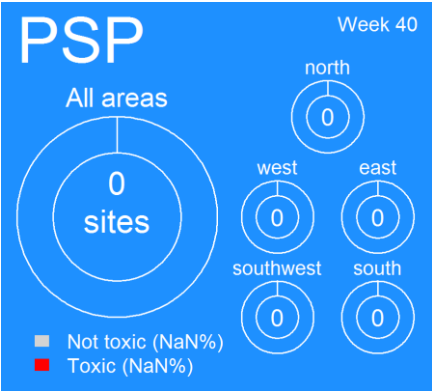 PSP
Week 40
All areas
0
sites
north
0
west
0
east
0
southwest
0
south
0
Not toxic (NaN%)
Toxic (NaN%)